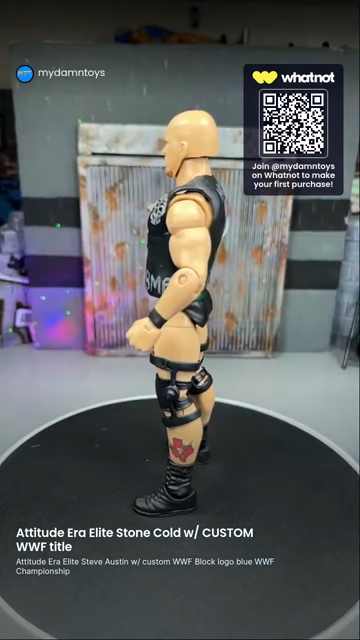 mydamntoys
whatnot
Join @mydamntoys
on Whatnot to make
your first purchase!
Attitude Era Elite Stone Cold w/ CUSTOM
WWF title
Attitude Era Elite Steve Austin w/ custom WWF Block logo blue WWF
Championship